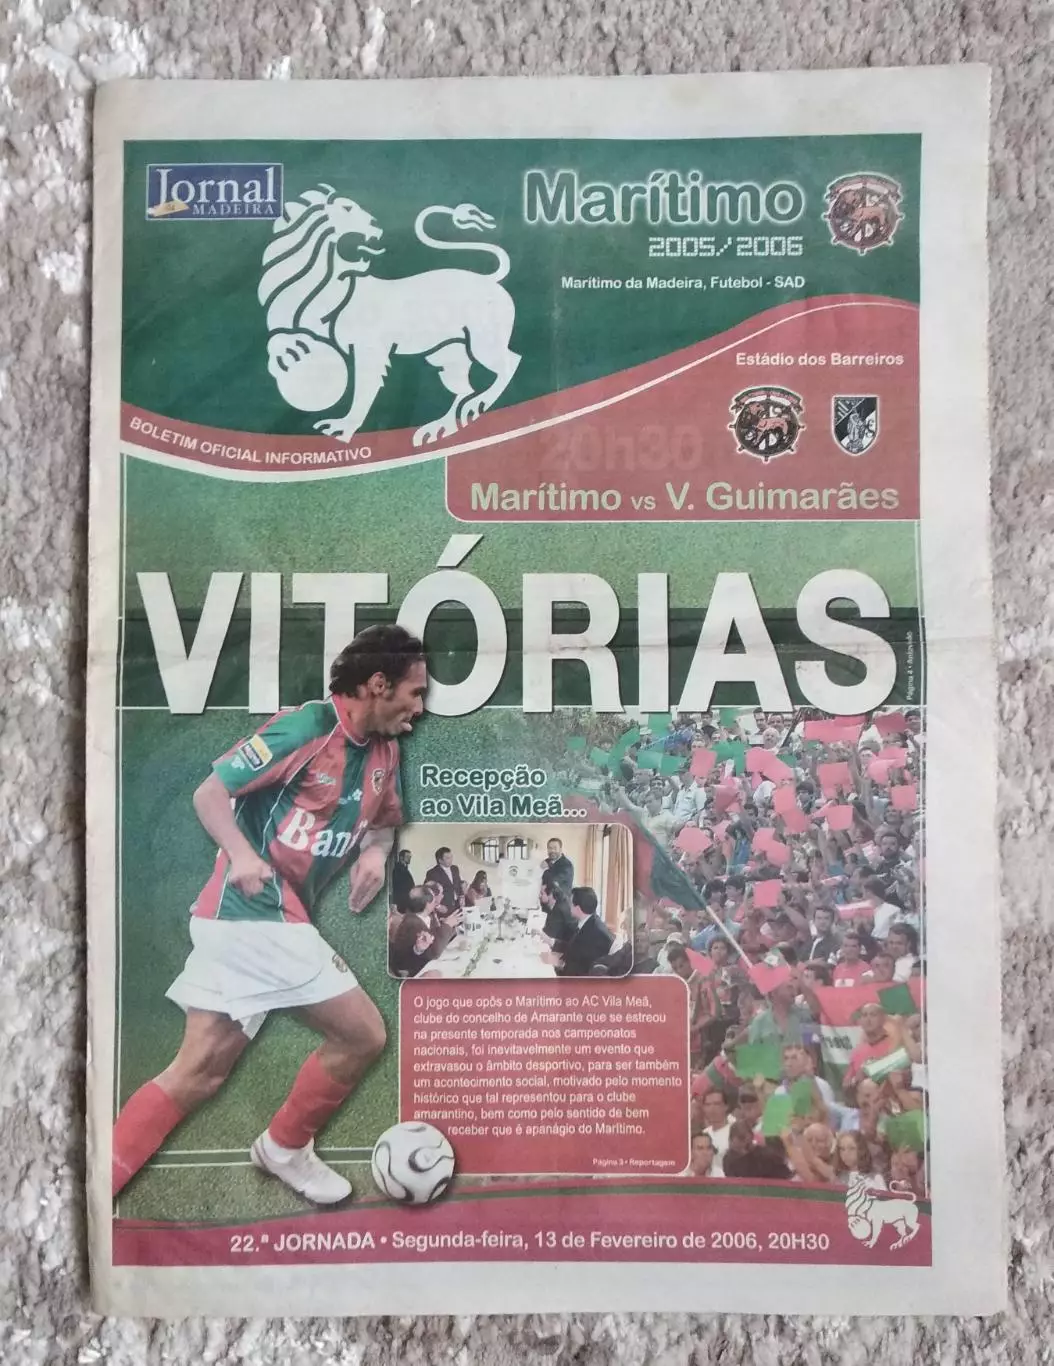 Jornal
da MADEIRA
Marítimo
2005/2006
Marítimo da Madeira, Futebol - SAD
Estádio dos Barreiros
BOLETIM OFICIAL INFORMATIVO
20h30
Marítimo vs V. Guimarães
VITÓRIAS
Página 4 • Antevisão
Recepção
ao Vila Meã...
Bani
O jogo que opôs o Marítimo ao AC Vila Meã,
clube do concelho de Amarante que se estreou
na presente temporada nos campeonatos
nacionais, foi inevitavelmente um evento que
extravasou o âmbito desportivo, para ser também
um acontecimento social, motivado pelo momento
histórico que tal representou para o clube
amarantino, bem como pelo sentido de bem
receber que é apanágio do Marítimo.
Página 3 • Reportagem
22.ª JORNADA • Segunda-feira, 13 de Fevereiro de 2006, 20H30